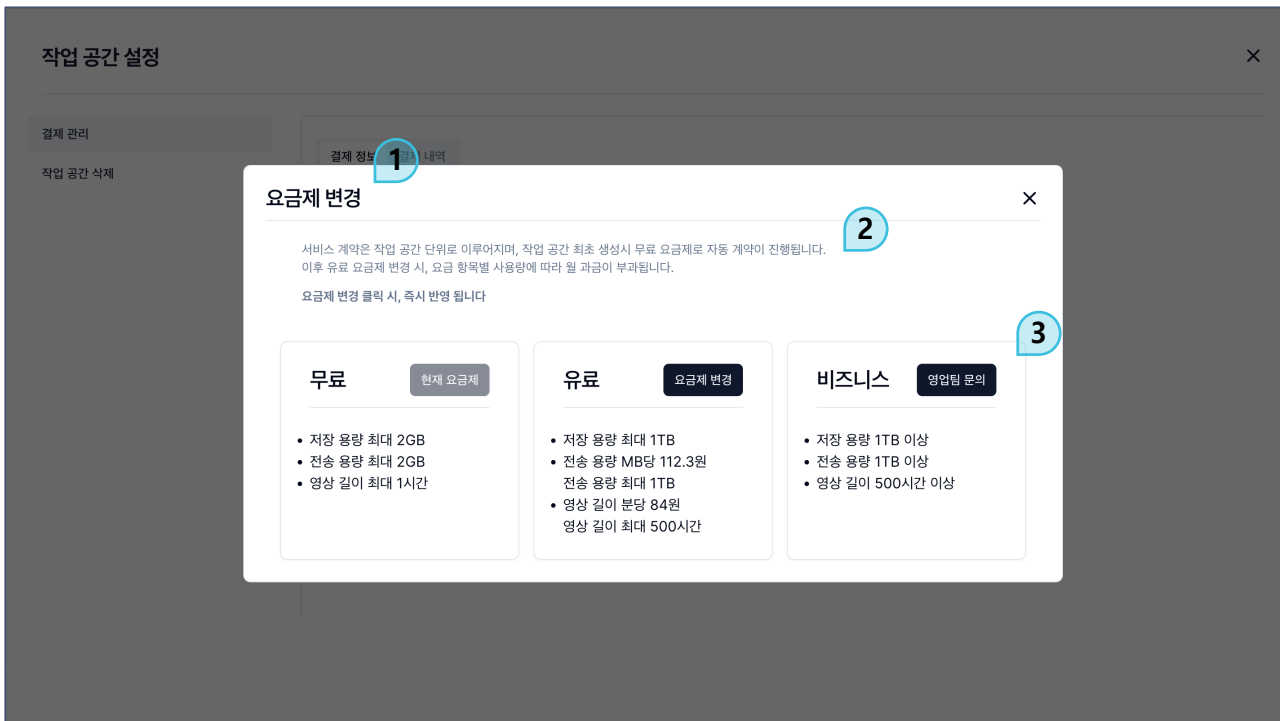 작업 공간 설정
결제 관리
작업 공간 삭제
결제 정보
결제 내역
1
요금제 변경
2
서비스 계약은 작업 공간 단위로 이루어지며, 작업 공간 최초 생성시 무료 요금제로 자동 계약이 진행됩니다.
이후 유료 요금제 변경 시, 요금 항목별 사용량에 따라 월 과금이 부과됩니다.
요금제 변경 클릭 시, 즉시 반영 됩니다
3
무료
현재 요금제
• 저장 용량 최대 2GB
• 전송 용량 최대 2GB
• 영상 길이 최대 1시간
유료
요금제 변경
• 저장 용량 최대 1TB
• 전송 용량 MB당 112.3원
전송 용량 최대 1TB
• 영상 길이 분당 84원
영상 길이 최대 500시간
비즈니스
영업팀 문의
• 저장 용량 1TB 이상
• 전송 용량 1TB 이상
• 영상 길이 500시간 이상